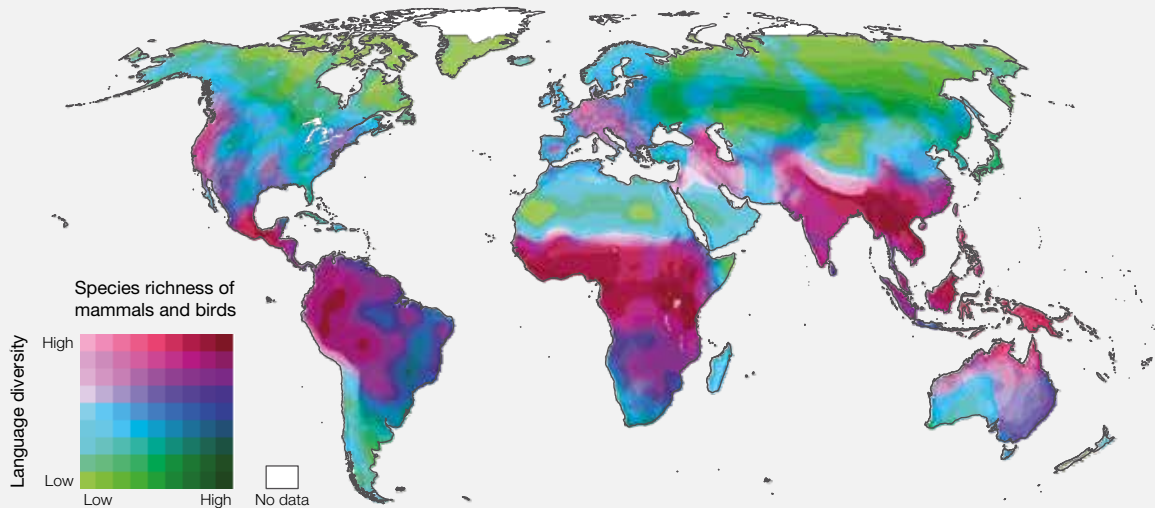 Species richness of
mammals and birds
High
Language diversity
Low
Low
High
No data